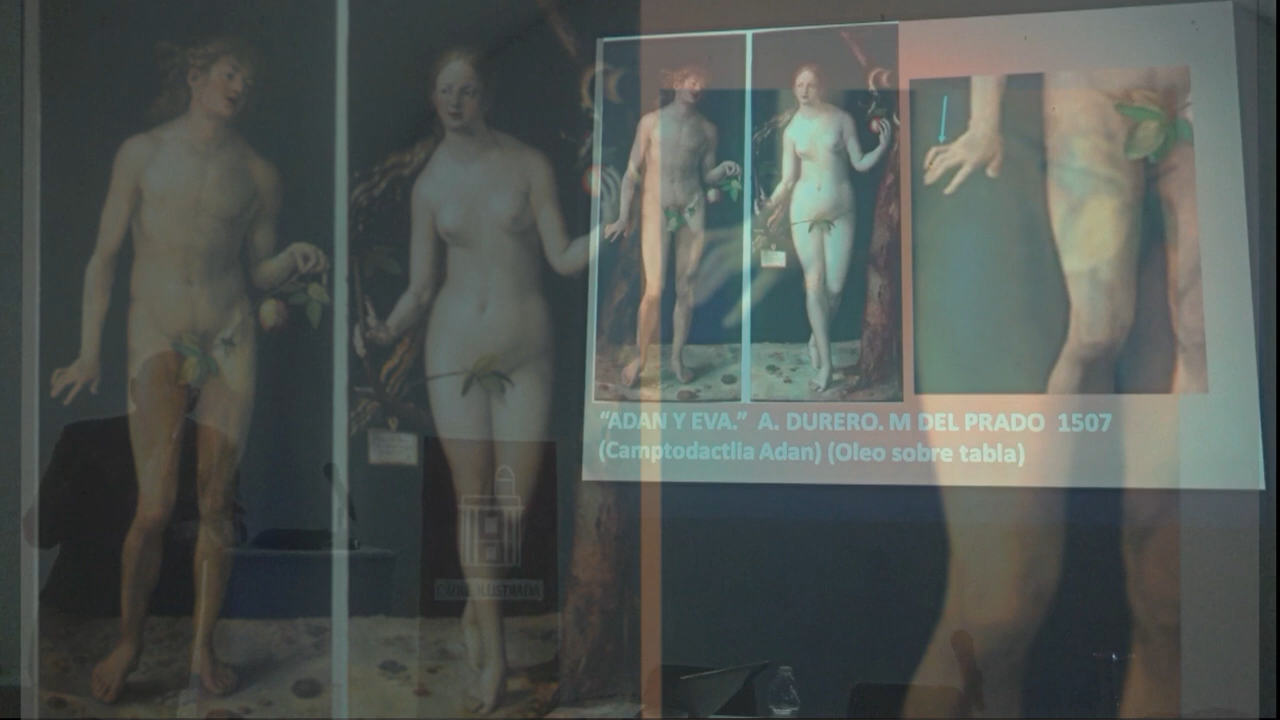 “ADAN Y EVA.” A. DURERO. M DEL PRADO 1507
(Camptodactlia Adan) (Oleo sobre tabla)